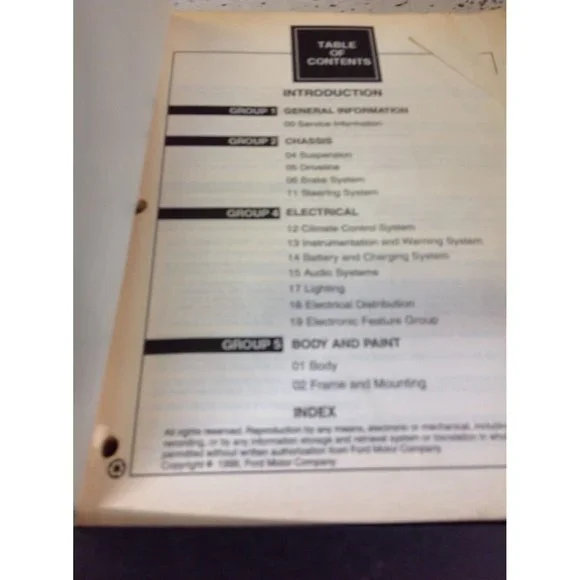 TABLE
OF
CONTENTS
INTRODUCTION
GROUP 1 GENERAL INFORMATION
00 Service Information
GROUP 2 CHASSIS
04 Suspension
05 Driveline
06 Brake System
11 Steering System
GROUP 4 ELECTRICAL
12 Climate Control System
13 Instrumentation and Warning System
14 Battery and Charging System
15 Audio Systems
17 Lighting
18 Electrical Distribution
19 Electronic Feature Group
GROUP 5 BODY AND PAINT
01 Body
02 Frame and Mounting
INDEX
All rights reserved. Reproduction by any means, electronic or mechanical, includin
recording, or by any information storage and retrieval system or translation in who
permitted without written authorization from Ford Motor Company.
Copyright © Ford Motor Company